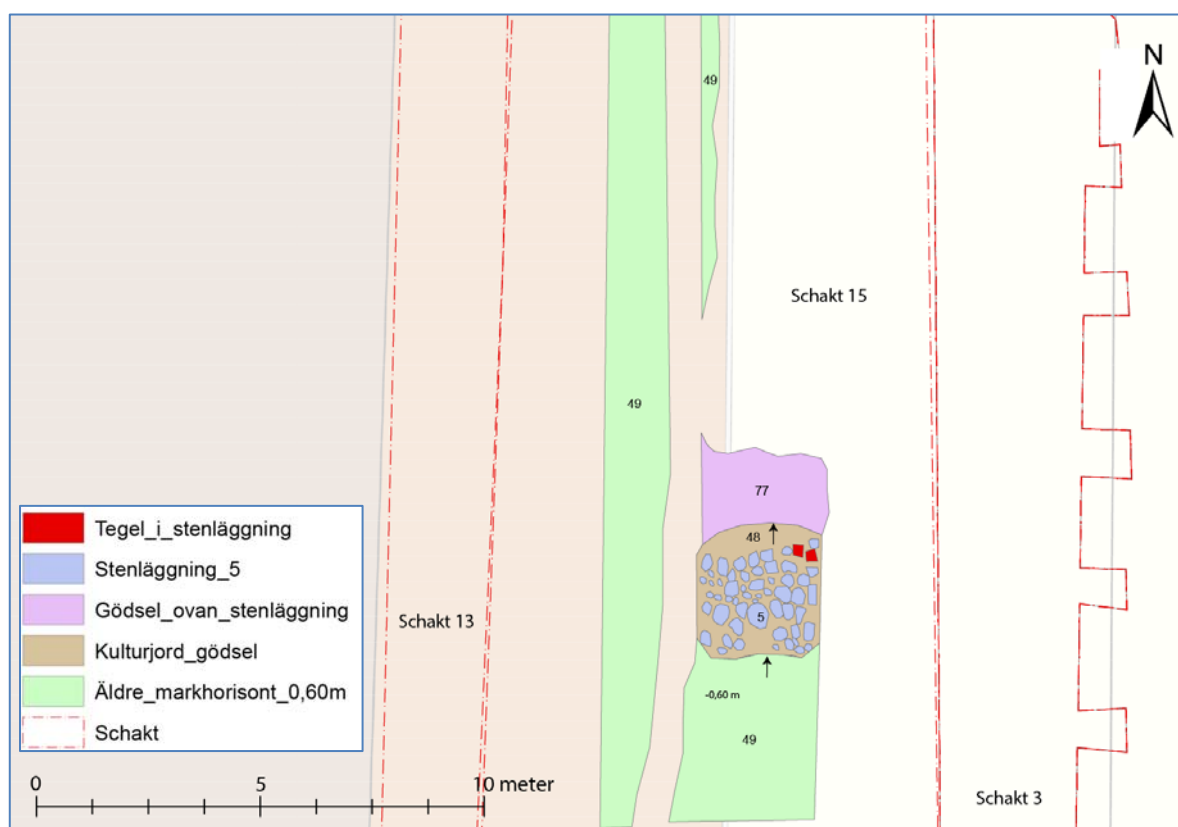 49
N
Schakt 15
49
77
48
5
Schakt 13
-0,60 m
49
Schakt 3
Tegel_i_stenläggning
Stenläggning_5
Gödsel_ovan_stenläggning
Kulturjord_gödsel
Äldre_markhorisont_0,60m
Schakt
0 5 10 meter